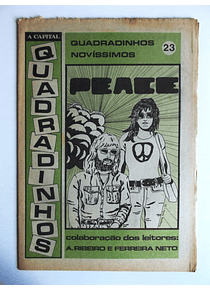 A CAPITAL
QUADRADINHOS
QUADRADINHOS
NOVÍSSIMOS
23
PEACE
colaboração dos leitores:
A. RIBEIRO E FERREIRA NETO